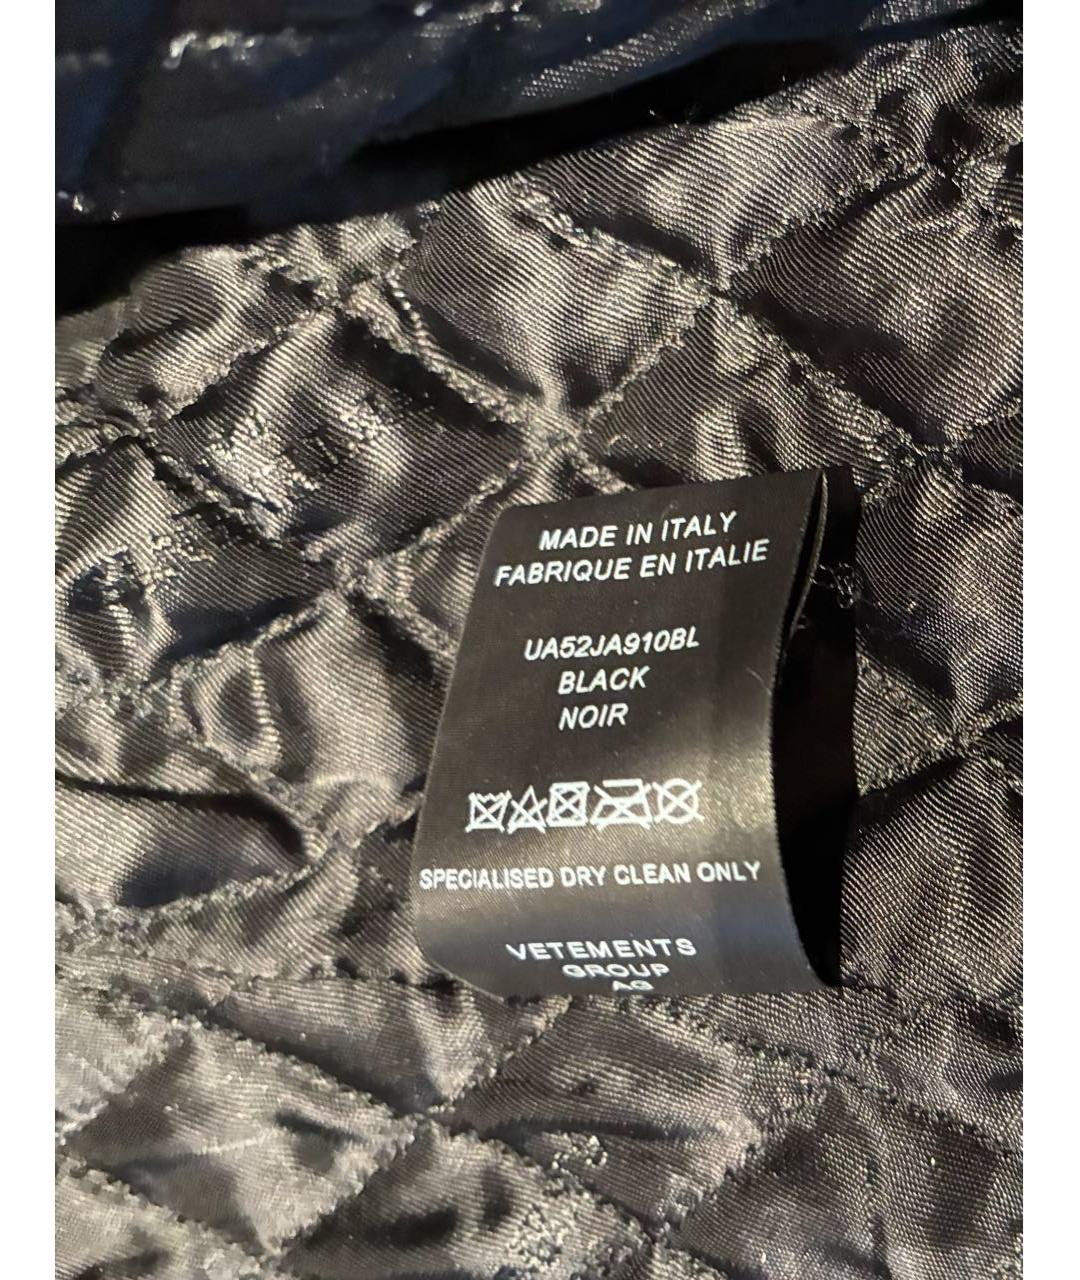 MADE IN ITALY
FABRIQUE EN ITALIE
UA52JA910BL
BLACK
NOIR
SPECIALISED DRY CLEAN ONLY
VETEMENTS
GROUP
AG